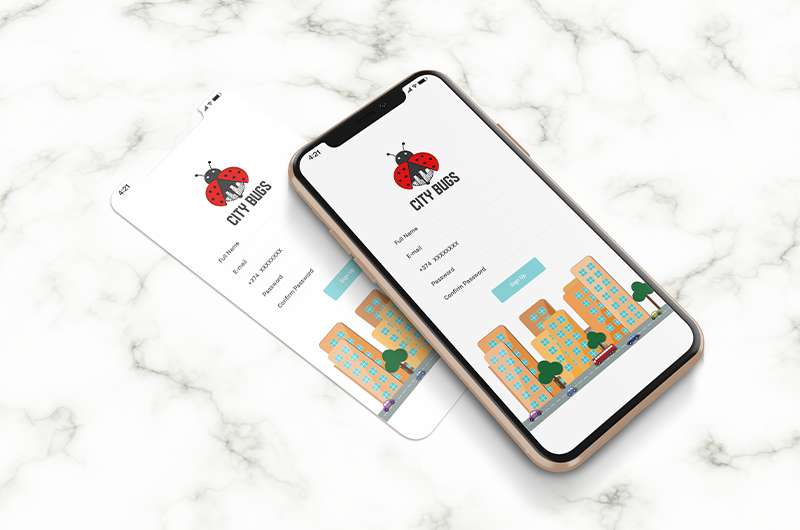 4:21
CITY BUGS
Full Name
E-mail
+374 XXXXXXXX
Password
Confirm Password
Sign Up
4:21
CITY BUGS
Full Name
E-mail
+374 XXXXXXXX
Password
Confirm Password
Sign Up